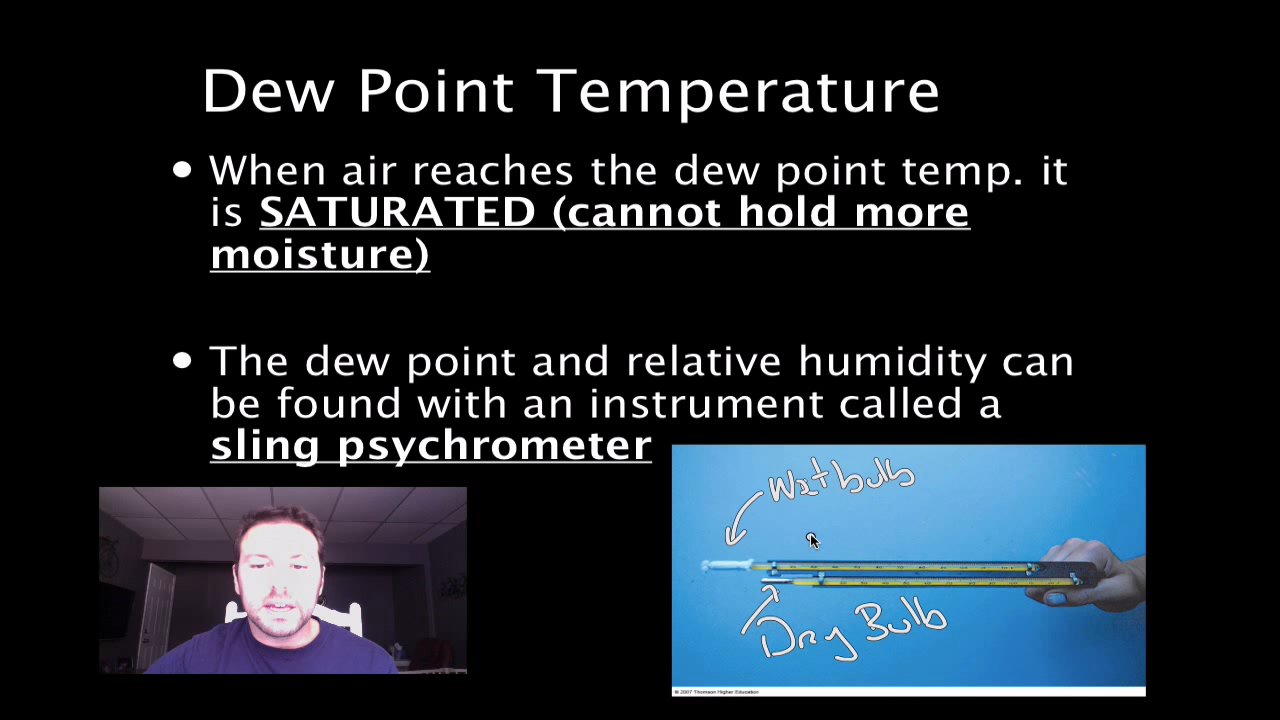 Dew Point Temperature
• When air reaches the dew point temp. it
is SATURATED (cannot hold more
moisture)
• The dew point and relative humidity can
be found with an instrument called a
sling psychrometer
Wet bulb
Dry Bulb
© 2007 Thomson Higher Education